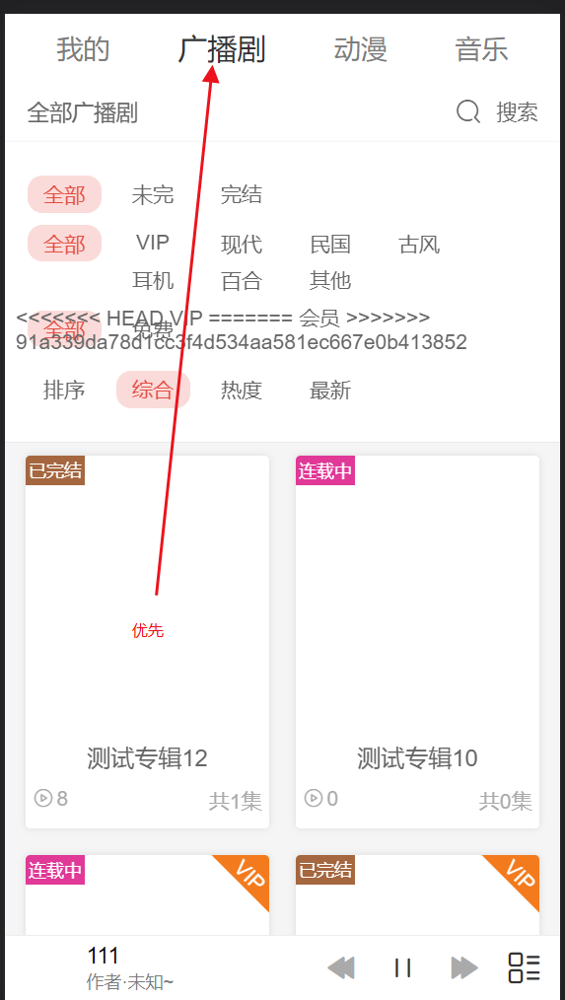 我的 广播剧 动漫 音乐
全部广播剧 搜索
全部 未完 完结
全部 VIP 现代 民国 古风
耳机 百合 其他
全部 免费
<<<<<<< HEAD VIP ======= 会员 >>>>>>>
91a339da78d1cc3f4d534aa581ec667e0b413852
排序 综合 热度 最新
已完结 连载中
优先
测试专辑12 测试专辑10
8 共1集 0 共0集
连载中 VIP 已完结 VIP
111
作者·未知~